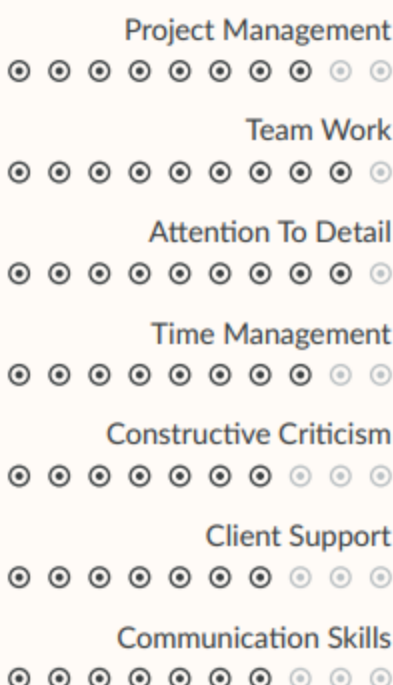 Project Management
Team Work
Attention To Detail
Time Management
Constructive Criticism
Client Support
Communication Skills